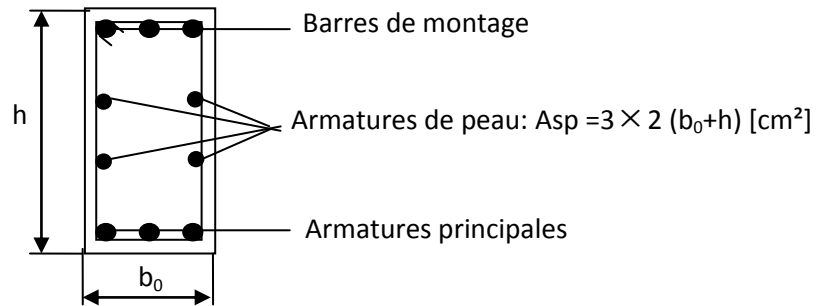 Barres de montage
h
Armatures de peau: Asp =3×2 (b₀+h) [cm²]
Armatures principales
b₀